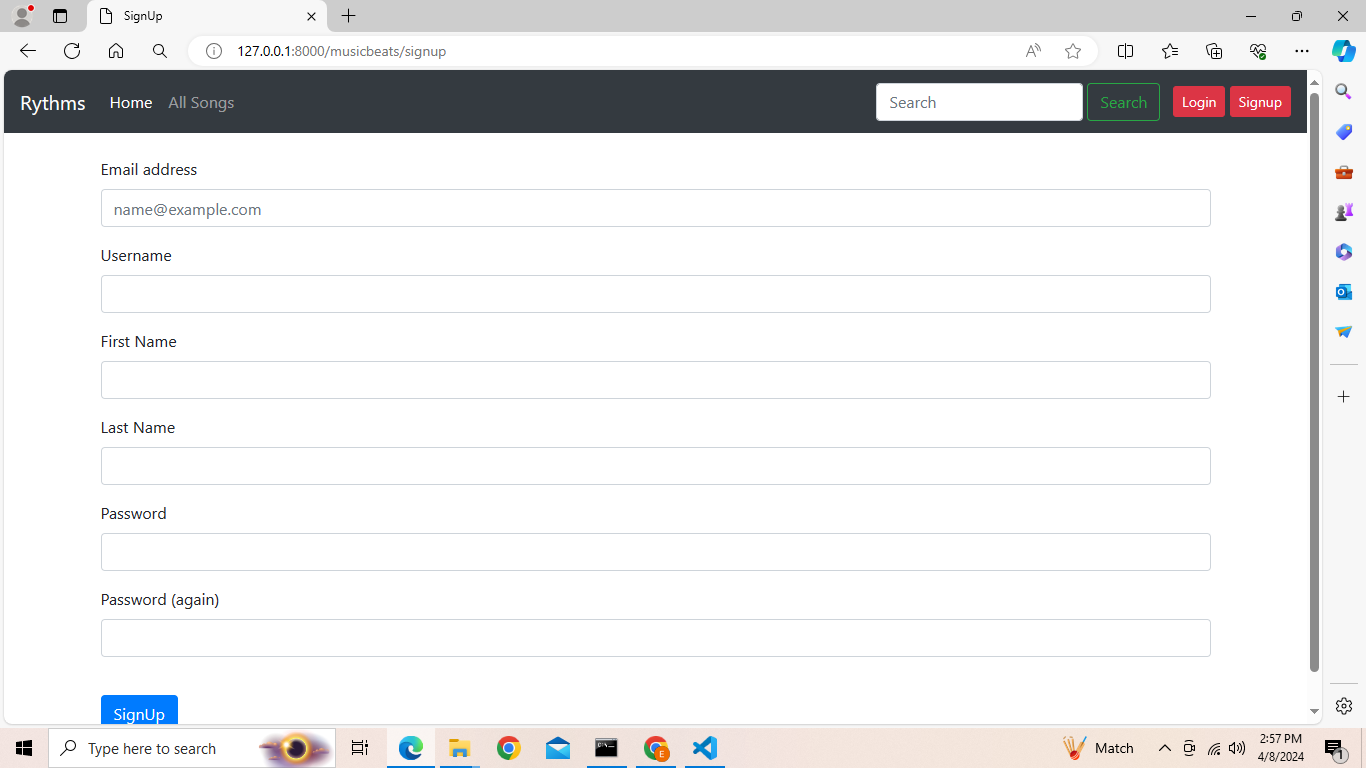 SignUp
127.0.0.1:8000/musicbeats/signup
Rythms Home All Songs Search Search Login Signup
Email address
name@example.com
Username
First Name
Last Name
Password
Password (again)
SignUp
Type here to search
Match
2:57 PM
4/8/2024
1